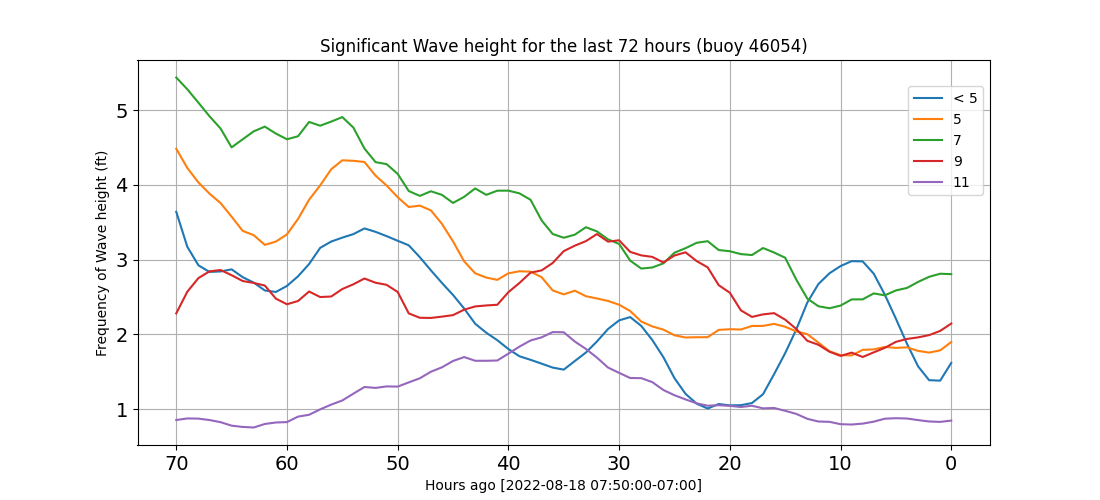 Significant Wave height for the last 72 hours (buoy 46054)
Frequency of Wave height (ft)
5
4
3
2
1
< 5
5
7
9
11
70 60 50 40 30 20 10 0
Hours ago [2022-08-18 07:50:00-07:00]